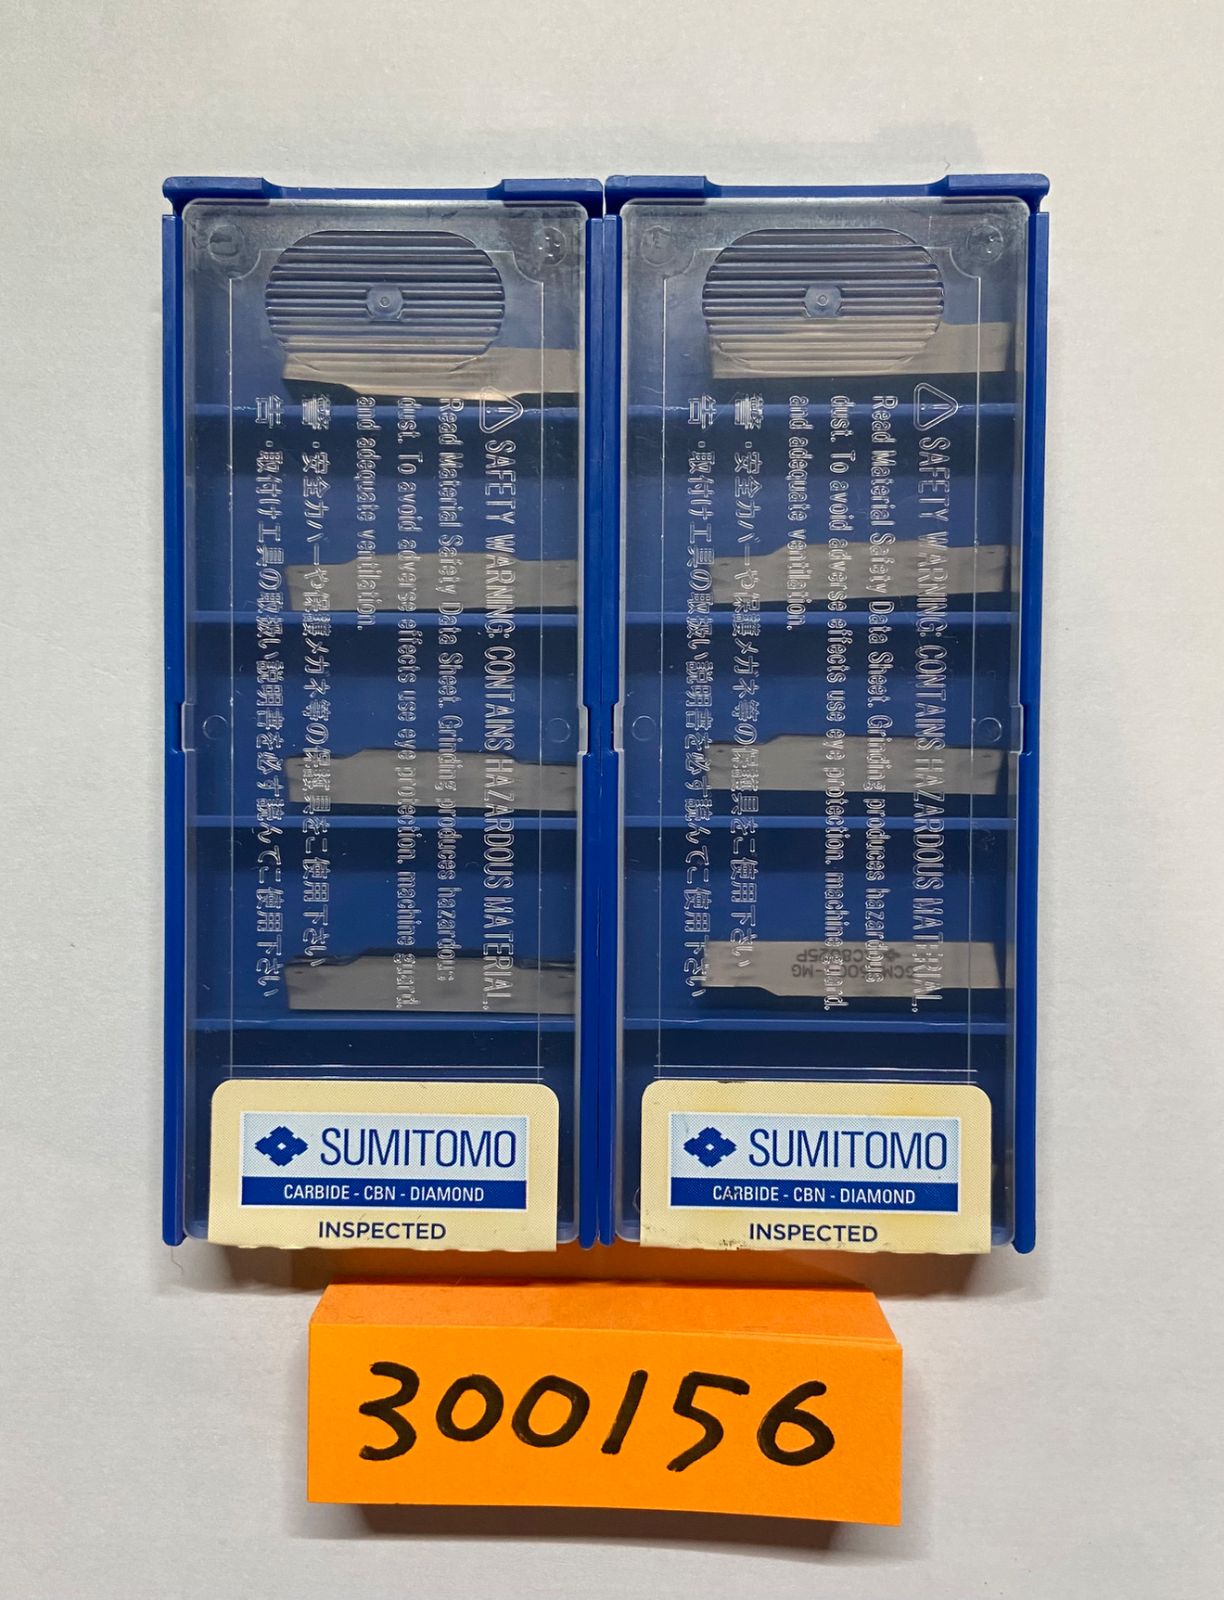 ⚠ SAFETY WARNING: CONTAINS HAZARDOUS MATERIAL.
Read Material Safety Data Sheet. Grinding produces hazardous
dust. To avoid adverse effects use eye protection, machine guard,
and adequate ventilation.
警 ・安全カバーや保護メガネ等の保護具をご使用下さい
告 ・取付け工具の取扱い説明書を必ず読んでご使用下さい
SUMITOMO
CARBIDE - CBN - DIAMOND
INSPECTED
⚠ SAFETY WARNING: CONTAINS HAZARDOUS MATERIAL.
Read Material Safety Data Sheet. Grinding produces hazardous
dust. To avoid adverse effects use eye protection, machine guard,
and adequate ventilation.
警 ・安全カバーや保護メガネ等の保護具をご使用下さい
告 ・取付け工具の取扱い説明書を必ず読んでご使用下さい
SUMITOMO
CARBIDE - CBN - DIAMOND
INSPECTED
300156